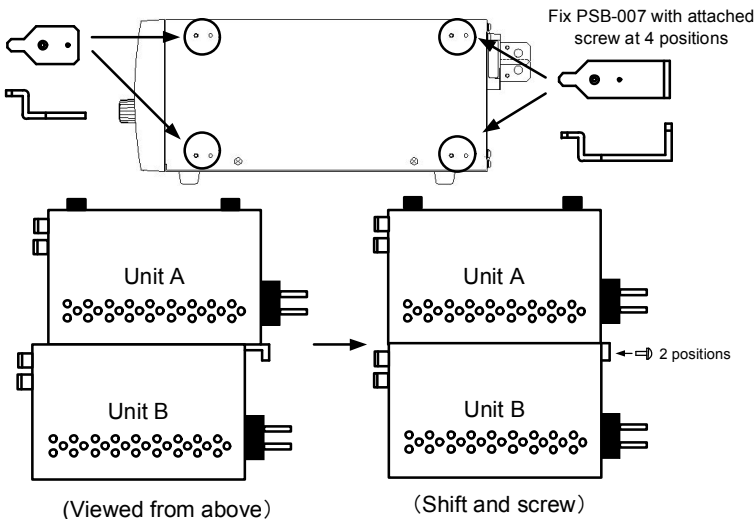 Fix PSB-007 with attached
screw at 4 positions
Unit A
Unit B
(Viewed from above)
Unit A
2 positions
Unit B
(Shift and screw)